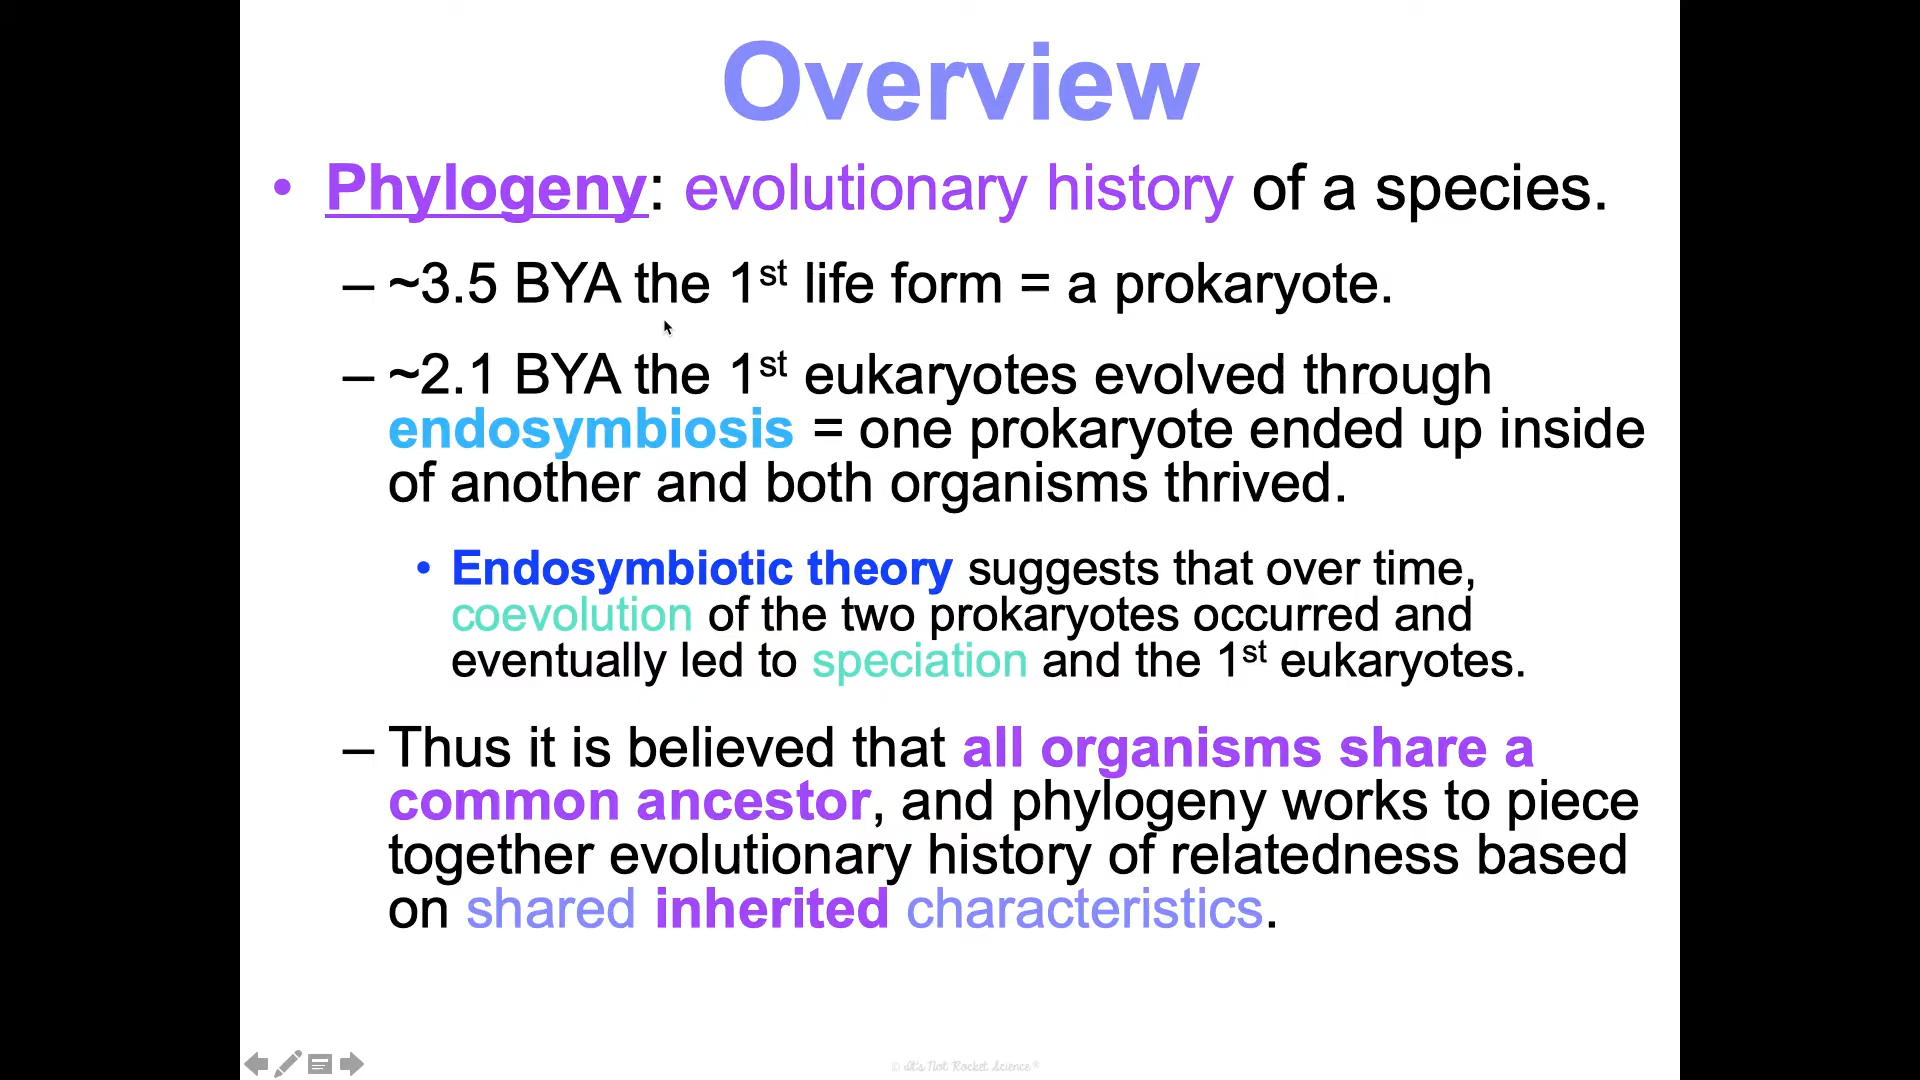 Overview
• Phylogeny: evolutionary history of a species.
– ~3.5 BYA the 1st life form = a prokaryote.
– ~2.1 BYA the 1st eukaryotes evolved through
endosymbiosis = one prokaryote ended up inside
of another and both organisms thrived.
• Endosymbiotic theory suggests that over time,
coevolution of the two prokaryotes occurred and
eventually led to speciation and the 1st eukaryotes.
– Thus it is believed that all organisms share a
common ancestor, and phylogeny works to piece
together evolutionary history of relatedness based
on shared inherited characteristics.
© It's Not Rocket Science®